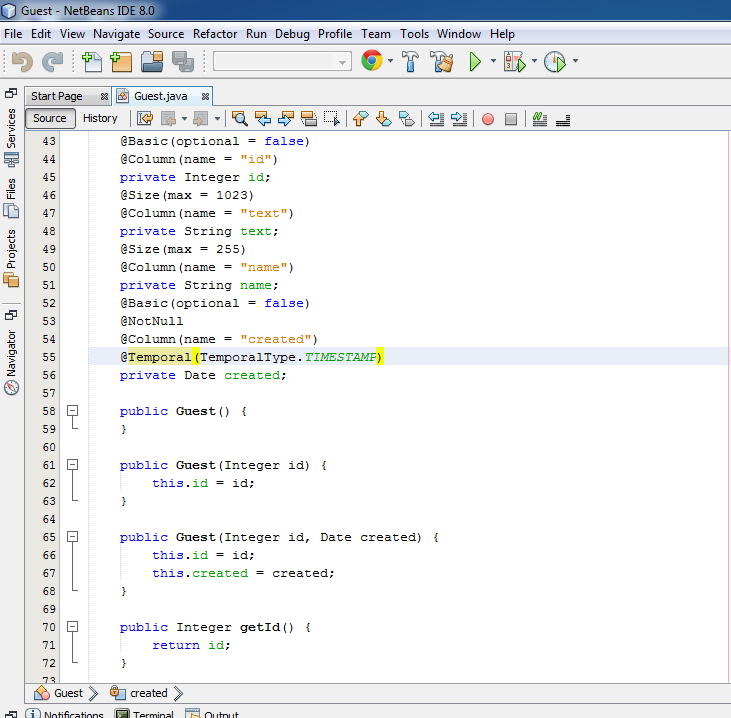 Guest - NetBeans IDE 8.0
File Edit View Navigate Source Refactor Run Debug Profile Team Tools Window Help
Start Page Guest.java
Source History
Services
Files
Projects
Navigator
43 @Basic(optional = false)
44 @Column(name = "id")
45 private Integer id;
46 @Size(max = 1023)
47 @Column(name = "text")
48 private String text;
49 @Size(max = 255)
50 @Column(name = "name")
51 private String name;
52 @Basic(optional = false)
53 @NotNull
54 @Column(name = "created")
55 @Temporal(TemporalType.TIMESTAMP)
56 private Date created;
57
58 public Guest() {
59 }
60
61 public Guest(Integer id) {
62 this.id = id;
63 }
64
65 public Guest(Integer id, Date created) {
66 this.id = id;
67 this.created = created;
68 }
69
70 public Integer getId() {
71 return id;
72 }
73
Guest created
Notifications Terminal Output